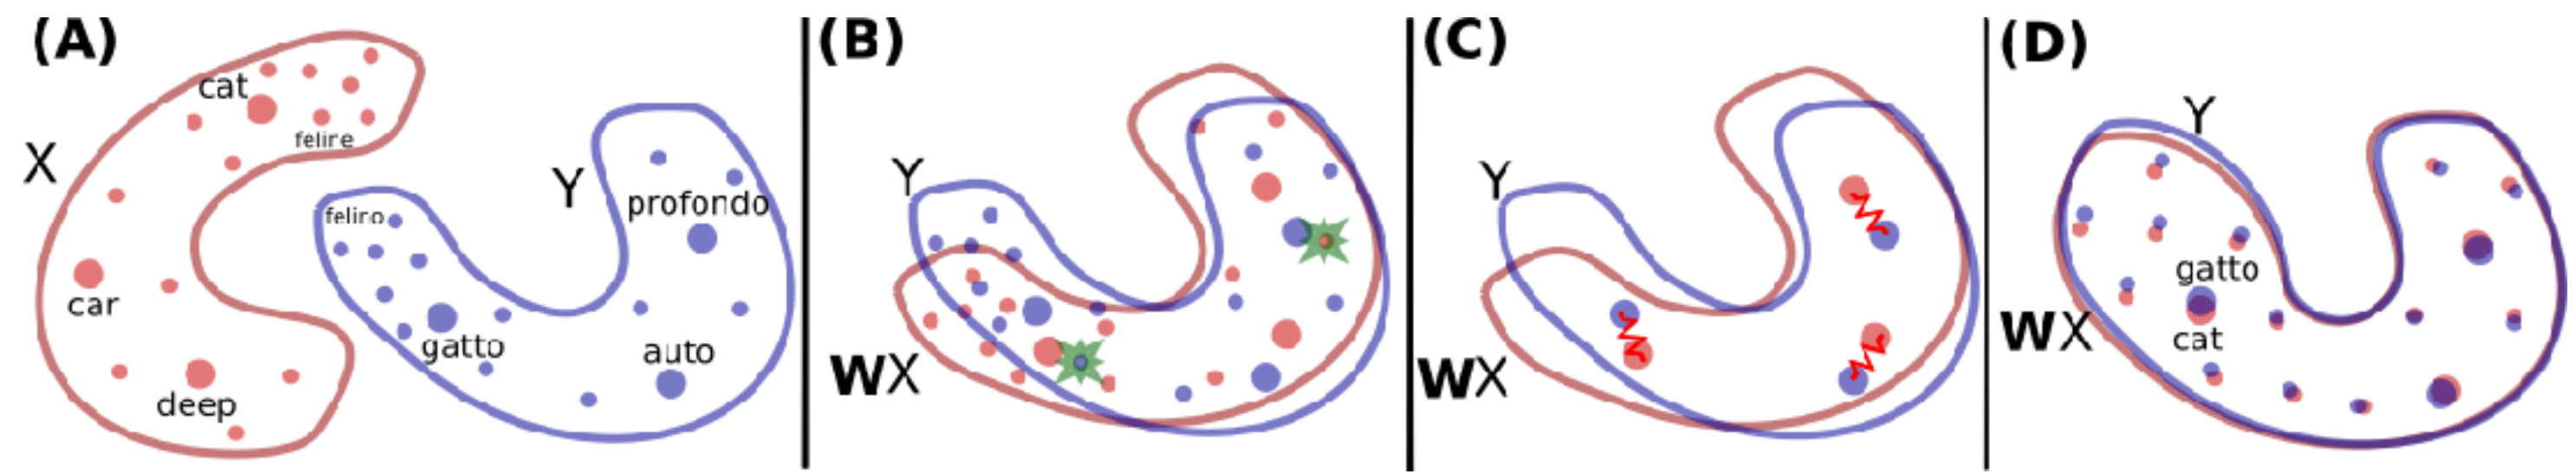 (A)
X
cat
felire
car
deep
Y
feliro
profondo
gatto
auto
(B)
Y
WX
(C)
Y
WX
(D)
Y
gatto
WX
cat